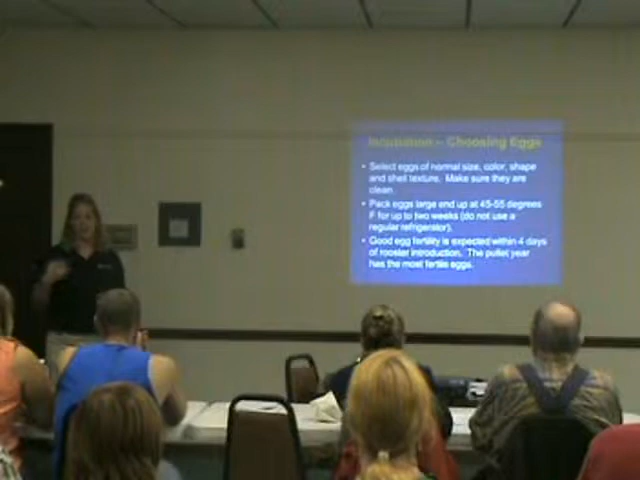 Incubation – Choosing Eggs
• Select eggs of normal size, color, shape
and shell texture. Make sure they are
clean.
• Pack eggs large end up at 45-55 degrees
F for up to two weeks (do not use a
regular refrigerator).
• Good egg fertility is expected within 4 days
of rooster introduction. The pullet year
has the most fertile eggs.